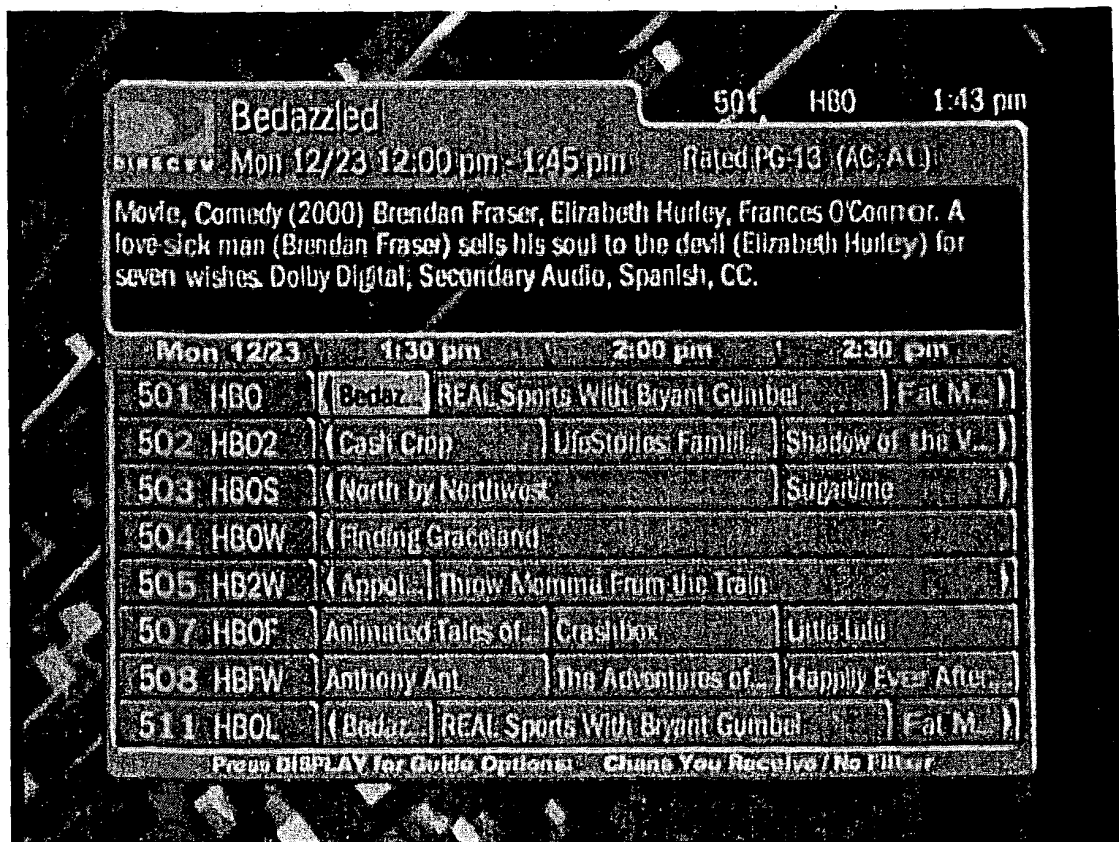 Bedazzled
501 HBO 1:43 pm
DIRECTV
Mon 12/23 12:00 pm - 1:45 pm Rated PG-13 (AC, AL)
Movie, Comedy (2000) Brendan Fraser, Elizabeth Hurley, Frances O'Connor. A
love-sick man (Brendan Fraser) sells his soul to the devil (Elizabeth Hurley) for
seven wishes. Dolby Digital, Secondary Audio, Spanish, CC.
Mon 12/23 1:30 pm 2:00 pm 2:30 pm
501 HBO Bedaz... REAL Sports With Bryant Gumbel Fat M...
502 HBO2 Cash Crop LifeStories: Famili... Shadow of the V...
503 HBOS North by Northwest Sugartime
504 HBOW Finding Graceland
505 HB2W Appoi... Throw Momma From the Train
507 HBOF Animated Tales of... Crashbox Little Lulu
508 HBFW Anthony Ant The Adventures of... Happily Ever After...
511 HBOL Bedaz... REAL Sports With Bryant Gumbel Fat M...
Press DISPLAY for Guide Options: Chans You Receive / No Filter